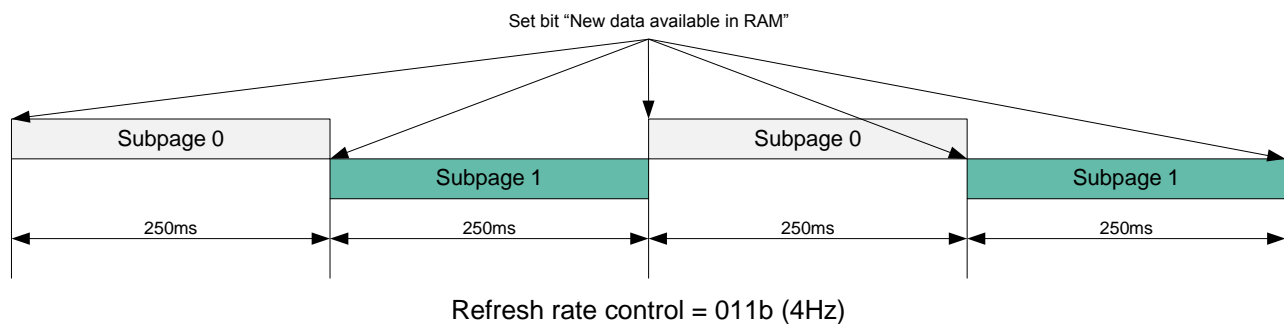 Set bit “New data available in RAM”
Subpage 0
Subpage 0
Subpage 1
Subpage 1
250ms
250ms
250ms
250ms
Refresh rate control = 011b (4Hz)